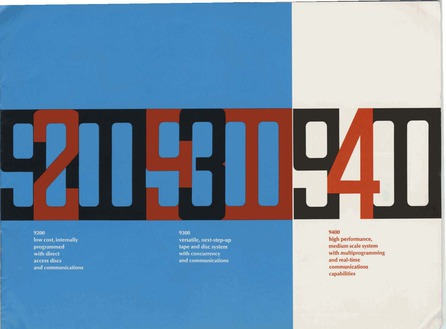 9200 9300 9400
9200
low cost, internally
programmed
with direct
access discs
and communications
9300
versatile, next-step-up
tape and disc system
with concurrency
and communications
9400
high performance,
medium scale system
with multiprogramming
and real-time
communications
capabilities